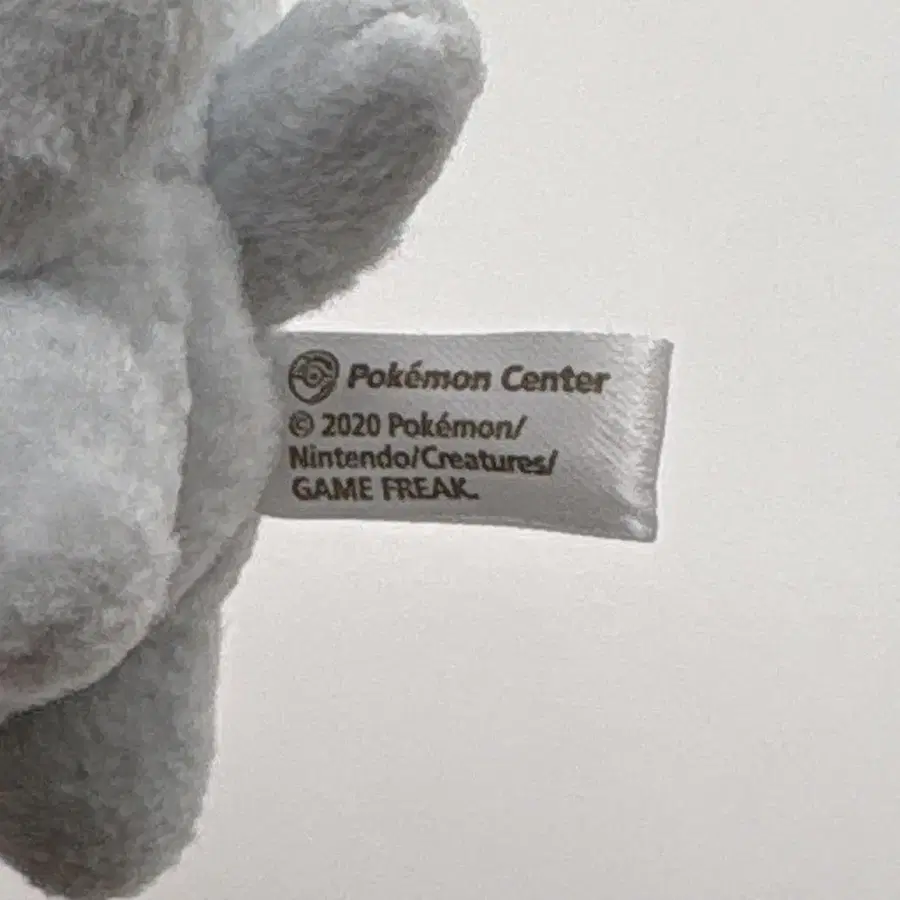 Pokémon Center
© 2020 Pokémon/
Nintendo/Creatures/
GAME FREAK.